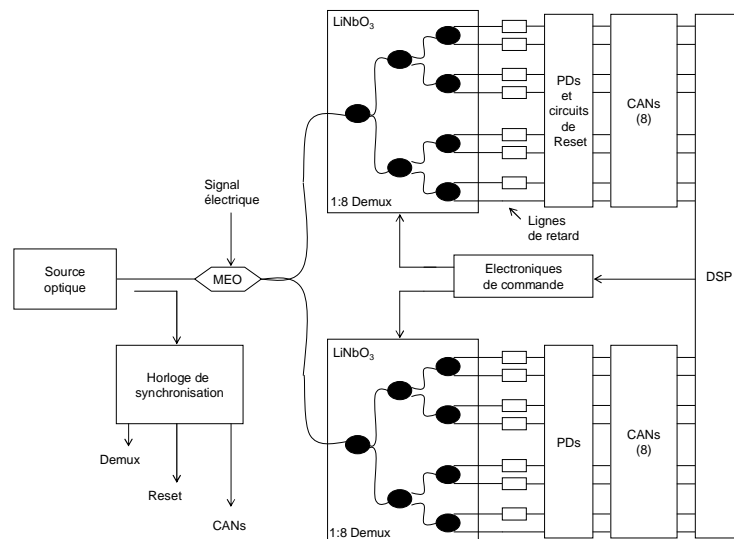 LiNbO3
PDs
et
circuits
de
Reset
CANs
(8)
Signal
électrique
1:8 Demux
Lignes
de retard
Source
optique
MEO
Electroniques
de commande
DSP
LiNbO3
Horloge de
synchronisation
PDs
CANs
(8)
Demux
Reset
CANs
1:8 Demux